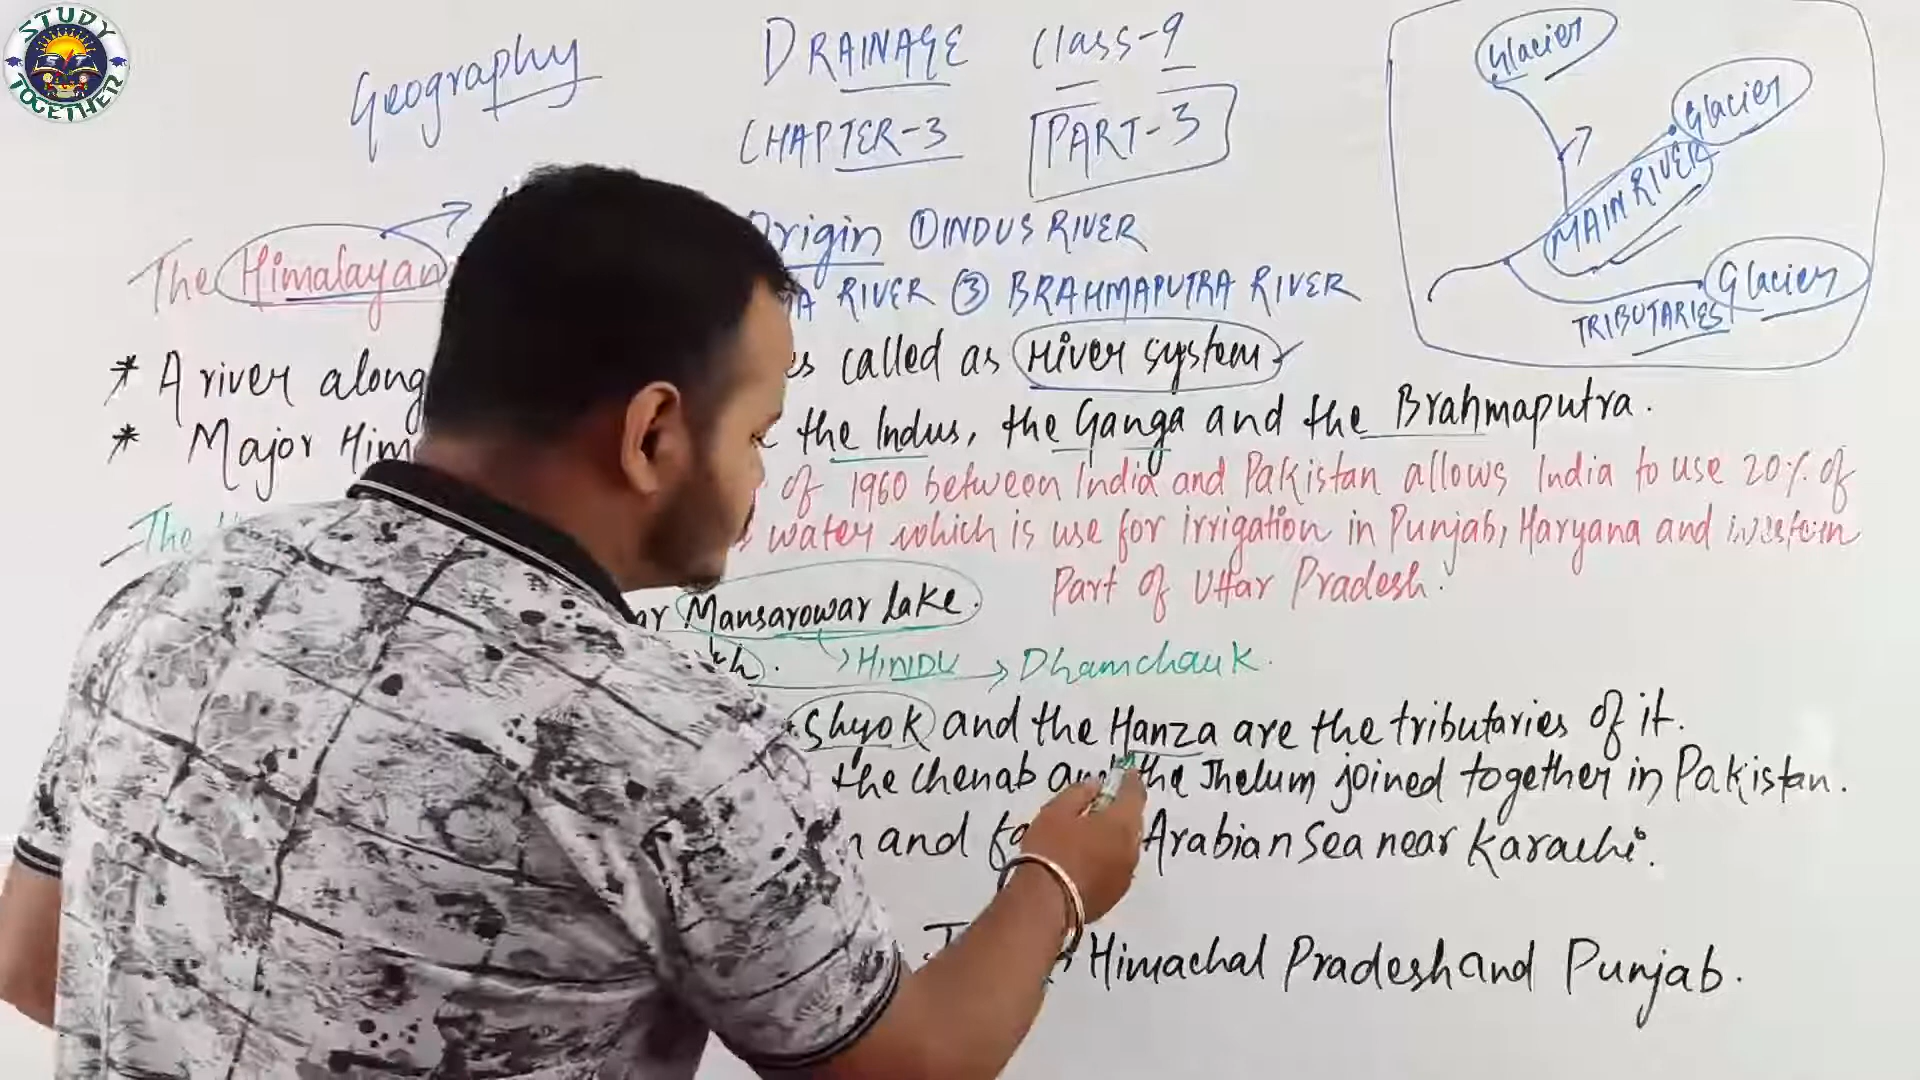 STUDY
TOGETHER
ST
Geography
DRAINAGE Class-9
CHAPTER-3 PART-3
Glacier
Glacier
MAIN RIVER
Glacier
TRIBUTARIES
The Himalayan Origin ① INDUS RIVER
RIVER ③ BRAHMAPUTRA RIVER
* A river along called as River system
* Major the Indus, the Ganga and the Brahmaputra.
of 1960 between India and Pakistan allows India to use 20% of
The water which is use for irrigation in Punjab, Haryana and western
Part of Uttar Pradesh.
Mansarowar Lake.
HINDU → Dhamchauk.
Shyok and the Hanza are the tributaries of it.
the Chenab and the Jhelum joined together in Pakistan.
and Arabian Sea near Karachi.
Himachal Pradesh and Punjab.